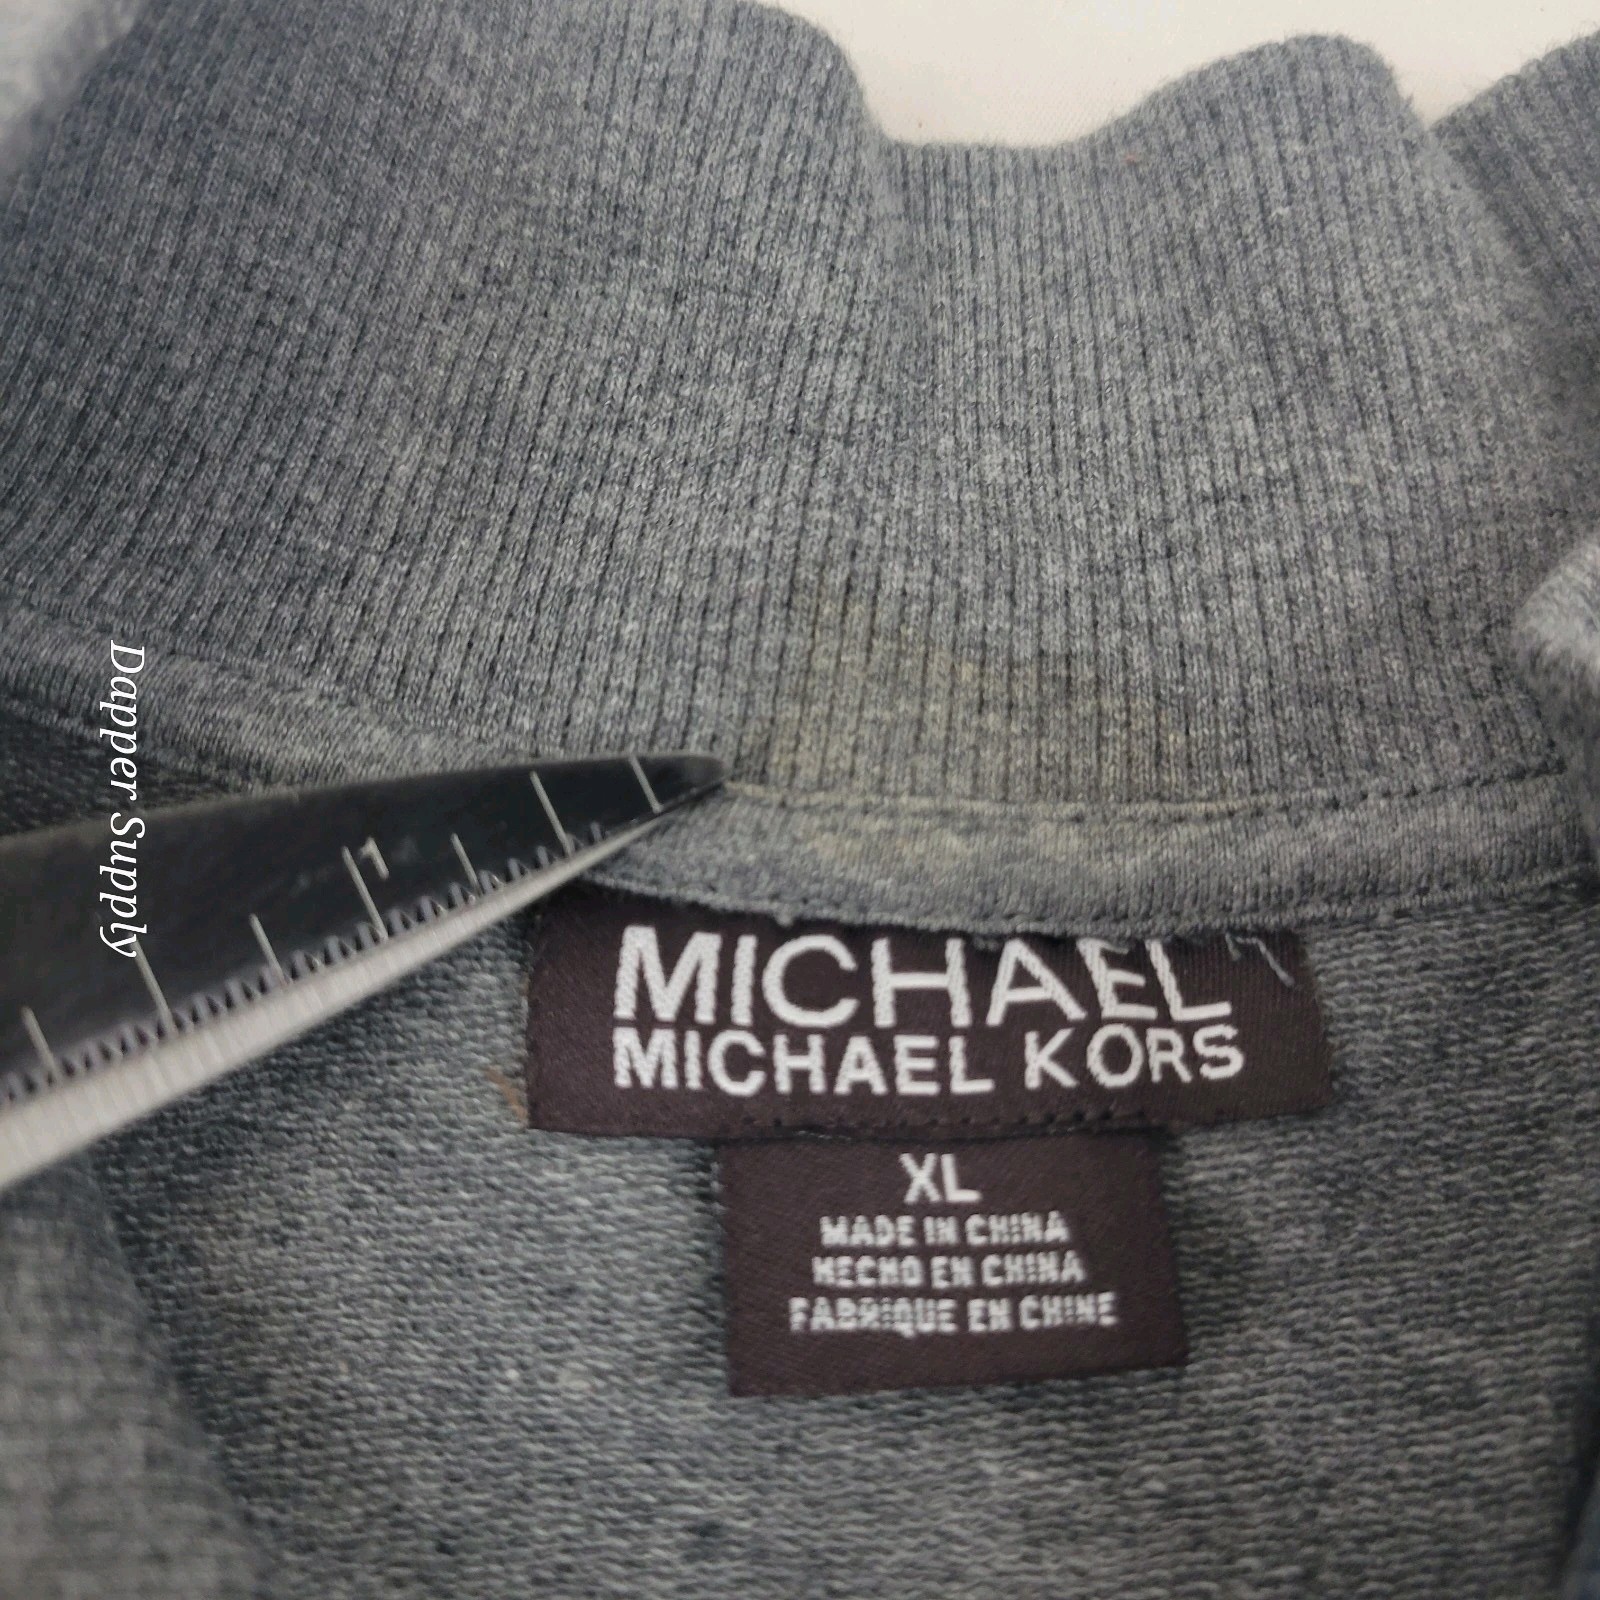 Dapper Supply
1
MICHAEL
MICHAEL KORS
XL
MADE IN CHINA
HECHO EN CHINA
FABRIQUE EN CHINE